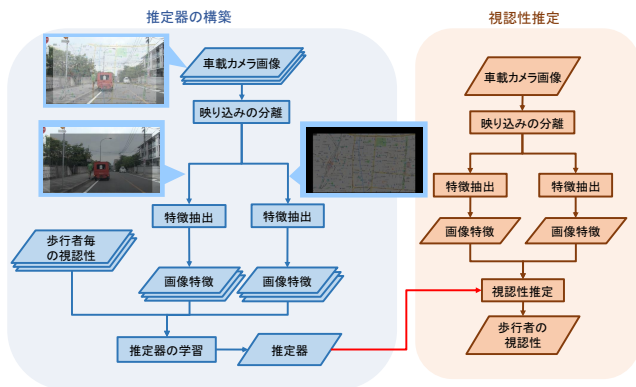 推定器の構築
車載カメラ画像
映り込みの分離
特徴抽出
特徴抽出
歩行者毎
の視認性
画像特徴
画像特徴
推定器の学習
推定器
視認性推定
車載カメラ画像
映り込みの分離
特徴抽出
特徴抽出
画像特徴
画像特徴
視認性推定
歩行者の
視認性